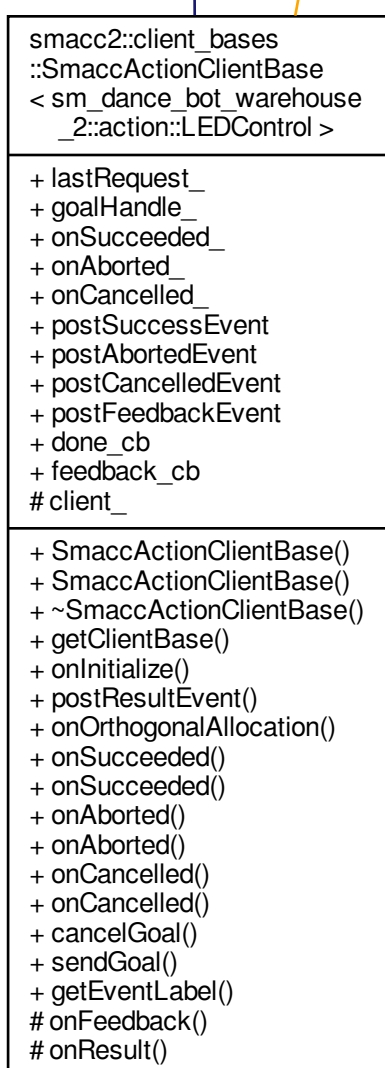 smacc2::client_bases
::SmaccActionClientBase
< sm_dance_bot_warehouse
_2::action::LEDControl >
+ lastRequest_
+ goalHandle_
+ onSucceeded_
+ onAborted_
+ onCancelled_
+ postSuccessEvent
+ postAbortedEvent
+ postCancelledEvent
+ postFeedbackEvent
+ done_cb
+ feedback_cb
# client_
+ SmaccActionClientBase()
+ SmaccActionClientBase()
+ ~SmaccActionClientBase()
+ getClientBase()
+ onInitialize()
+ postResultEvent()
+ onOrthogonalAllocation()
+ onSucceeded()
+ onSucceeded()
+ onAborted()
+ onAborted()
+ onCancelled()
+ onCancelled()
+ cancelGoal()
+ sendGoal()
+ getEventLabel()
# onFeedback()
# onResult()